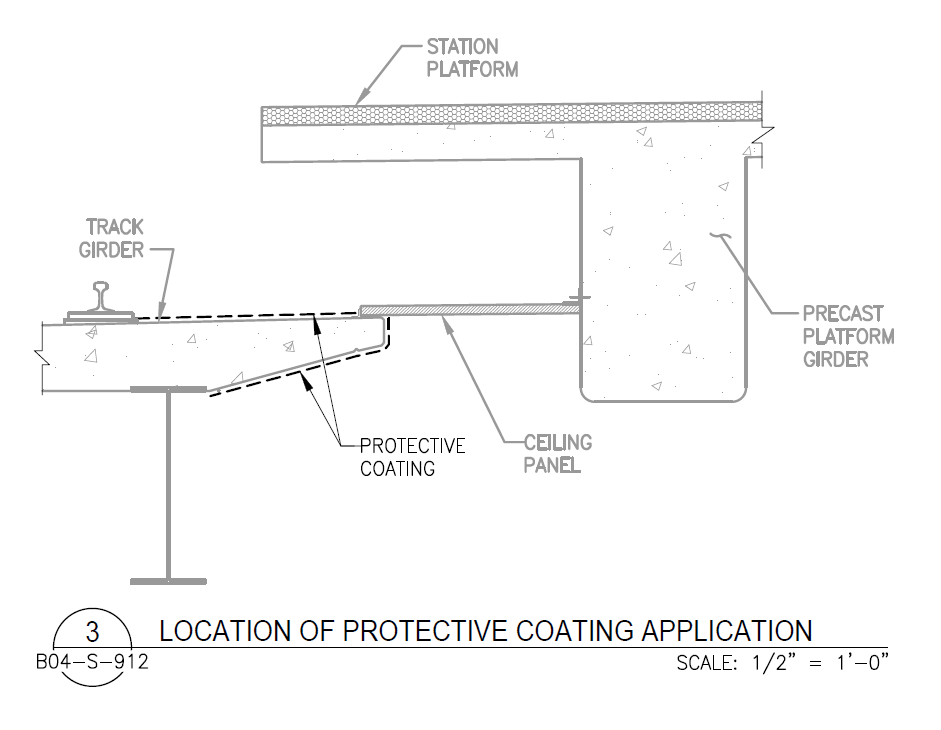 STATION
PLATFORM
TRACK
GIRDER
PRECAST
PLATFORM
GIRDER
PROTECTIVE
COATING
CEILING
PANEL
3
LOCATION OF PROTECTIVE COATING APPLICATION
B04-S-912
SCALE: 1/2" = 1'-0"